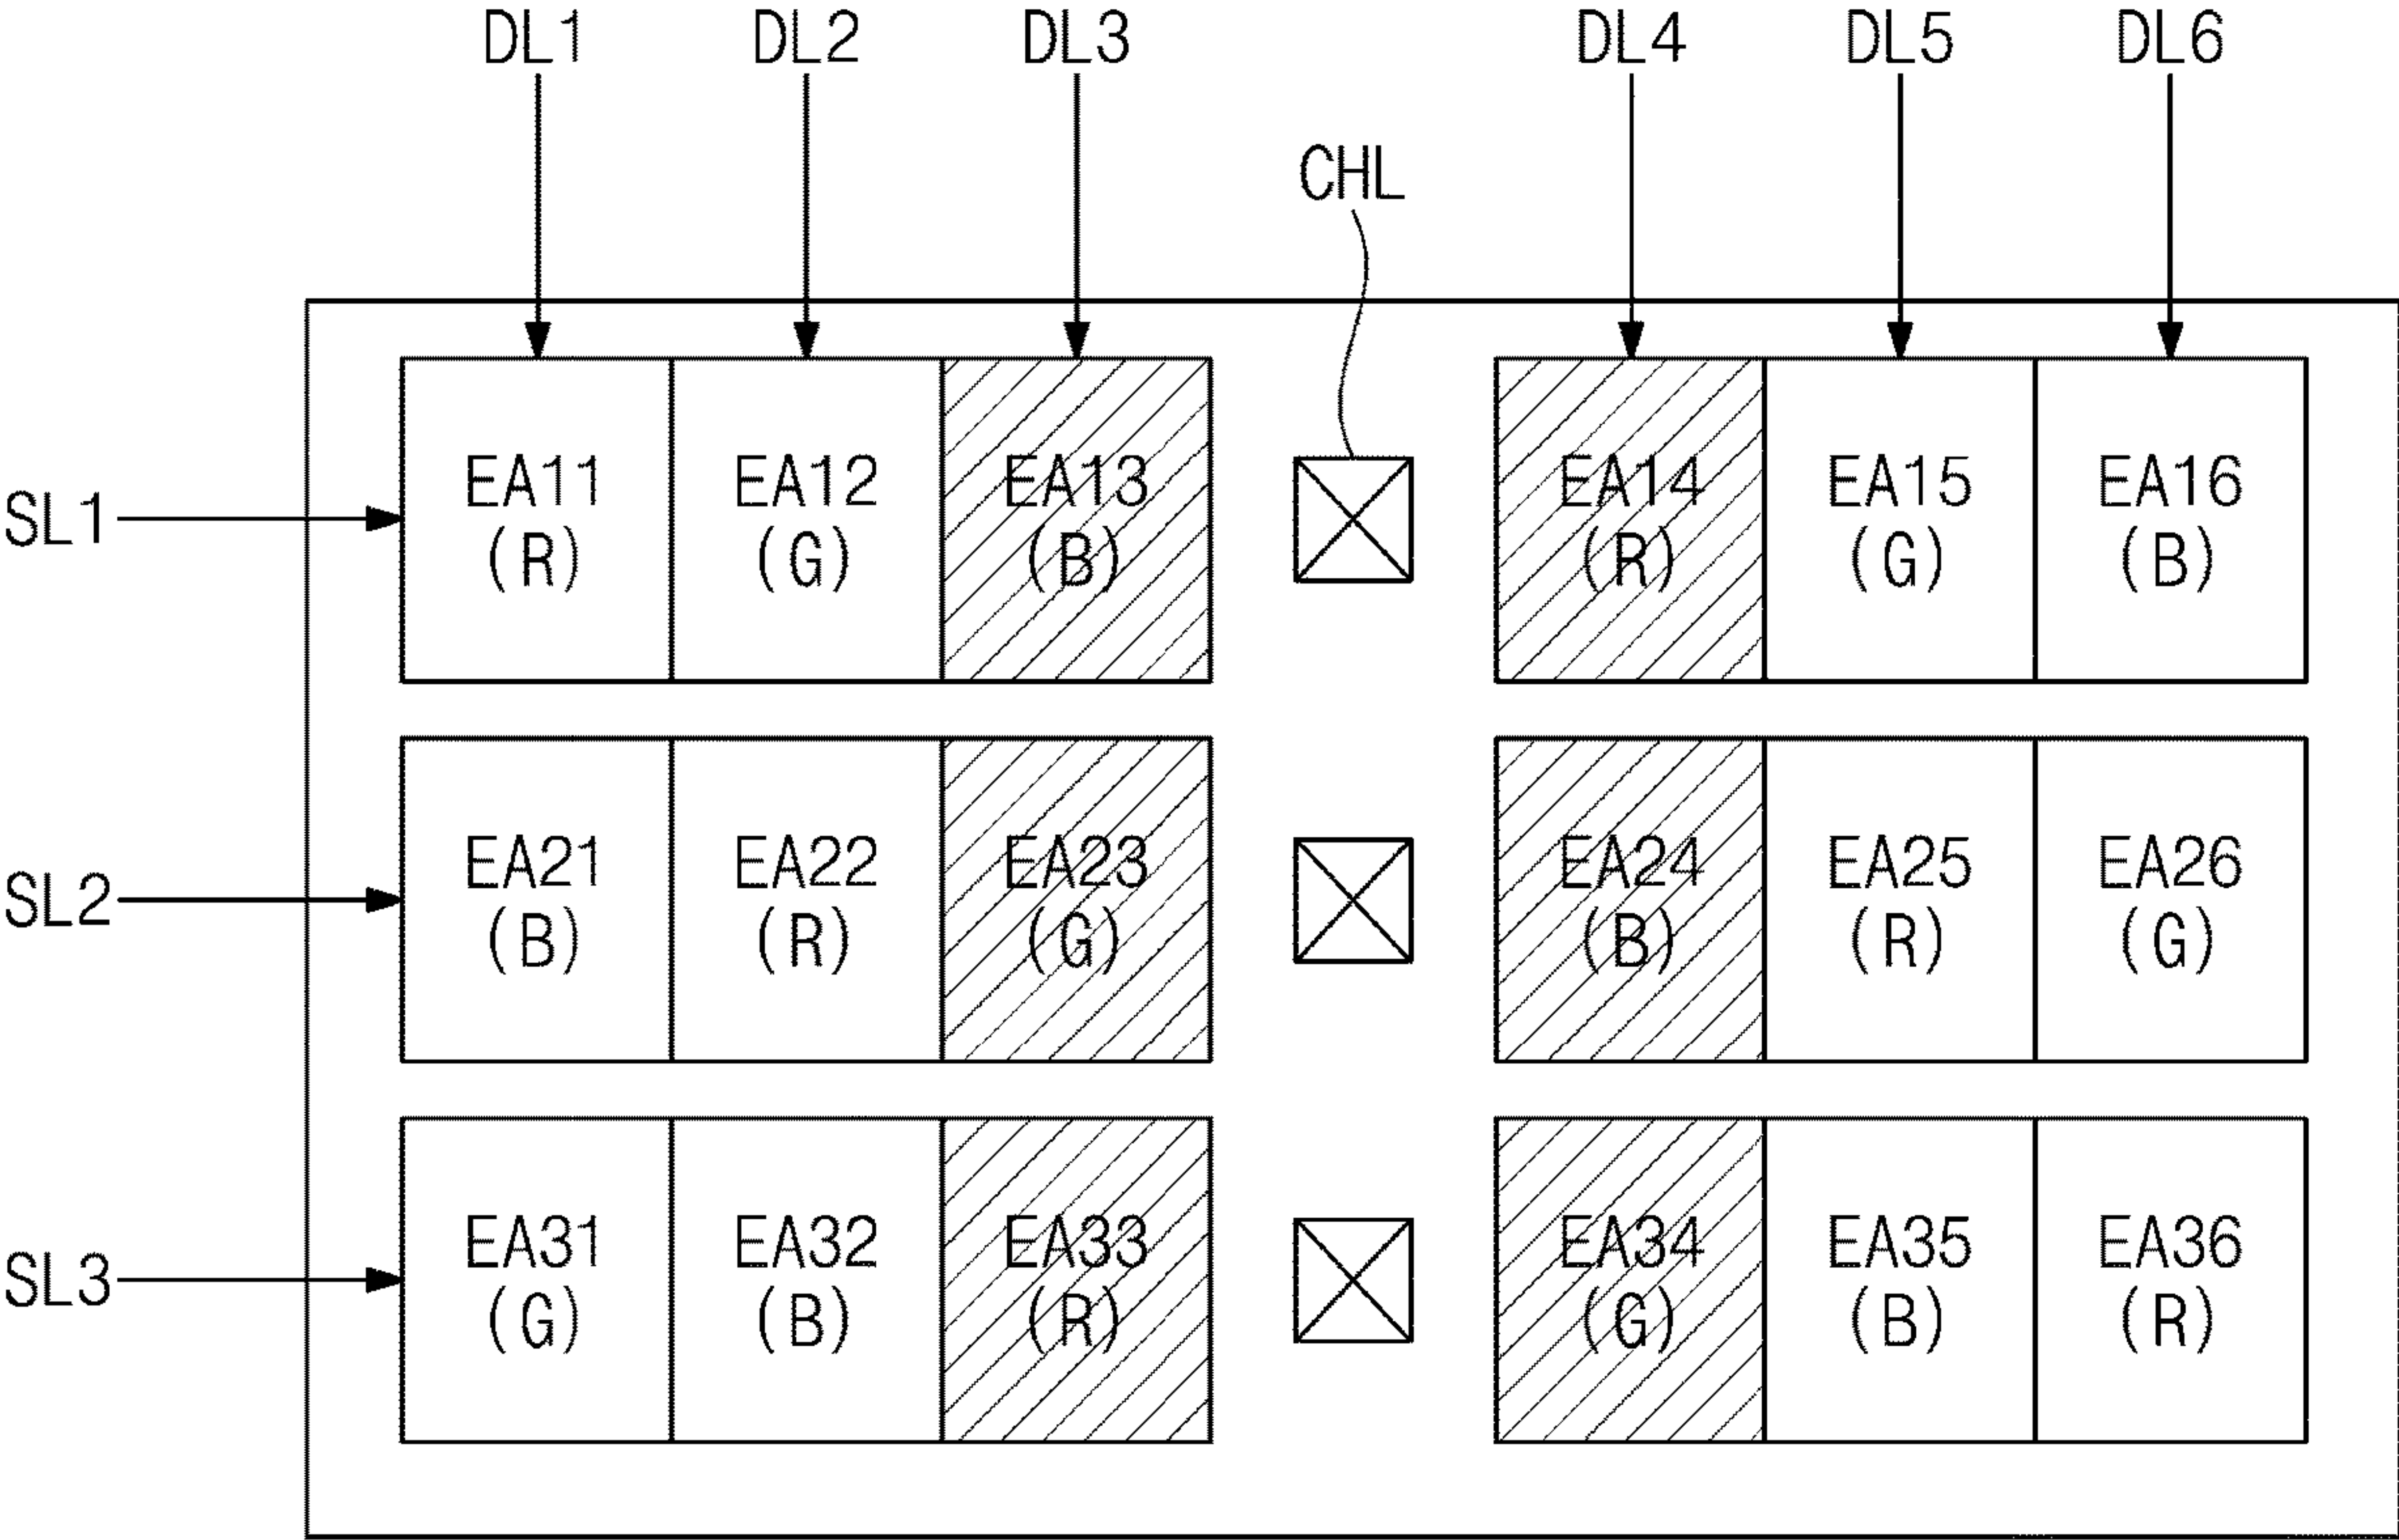 DL1 DL2 DL3 DL4 DL5 DL6
CHL
SL1
EA11
(R)
EA12
(G)
EA13
(B)
EA14
(R)
EA15
(G)
EA16
(B)
SL2
EA21
(B)
EA22
(R)
EA23
(G)
EA24
(B)
EA25
(R)
EA26
(G)
SL3
EA31
(G)
EA32
(B)
EA33
(R)
EA34
(G)
EA35
(B)
EA36
(R)